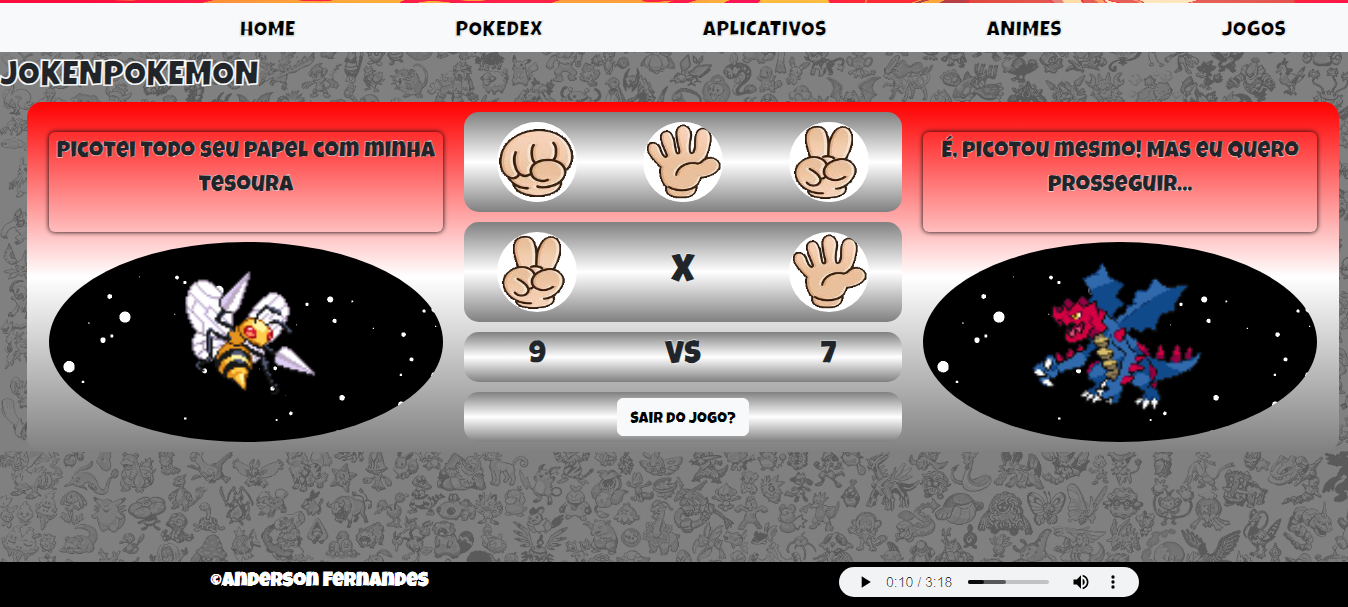 HOME POKEDEX APLICATIVOS ANIMES JOGOS
JOKENPOKEMON
PICOTEI TODO SEU PAPEL COM MINHA
TESOURA
É, PICOTOU MESMO! MAS EU QUERO
PROSSEGUIR...
X
9 VS 7
SAIR DO JOGO?
©ANDERSON FERNANDES
0:10 / 3:18